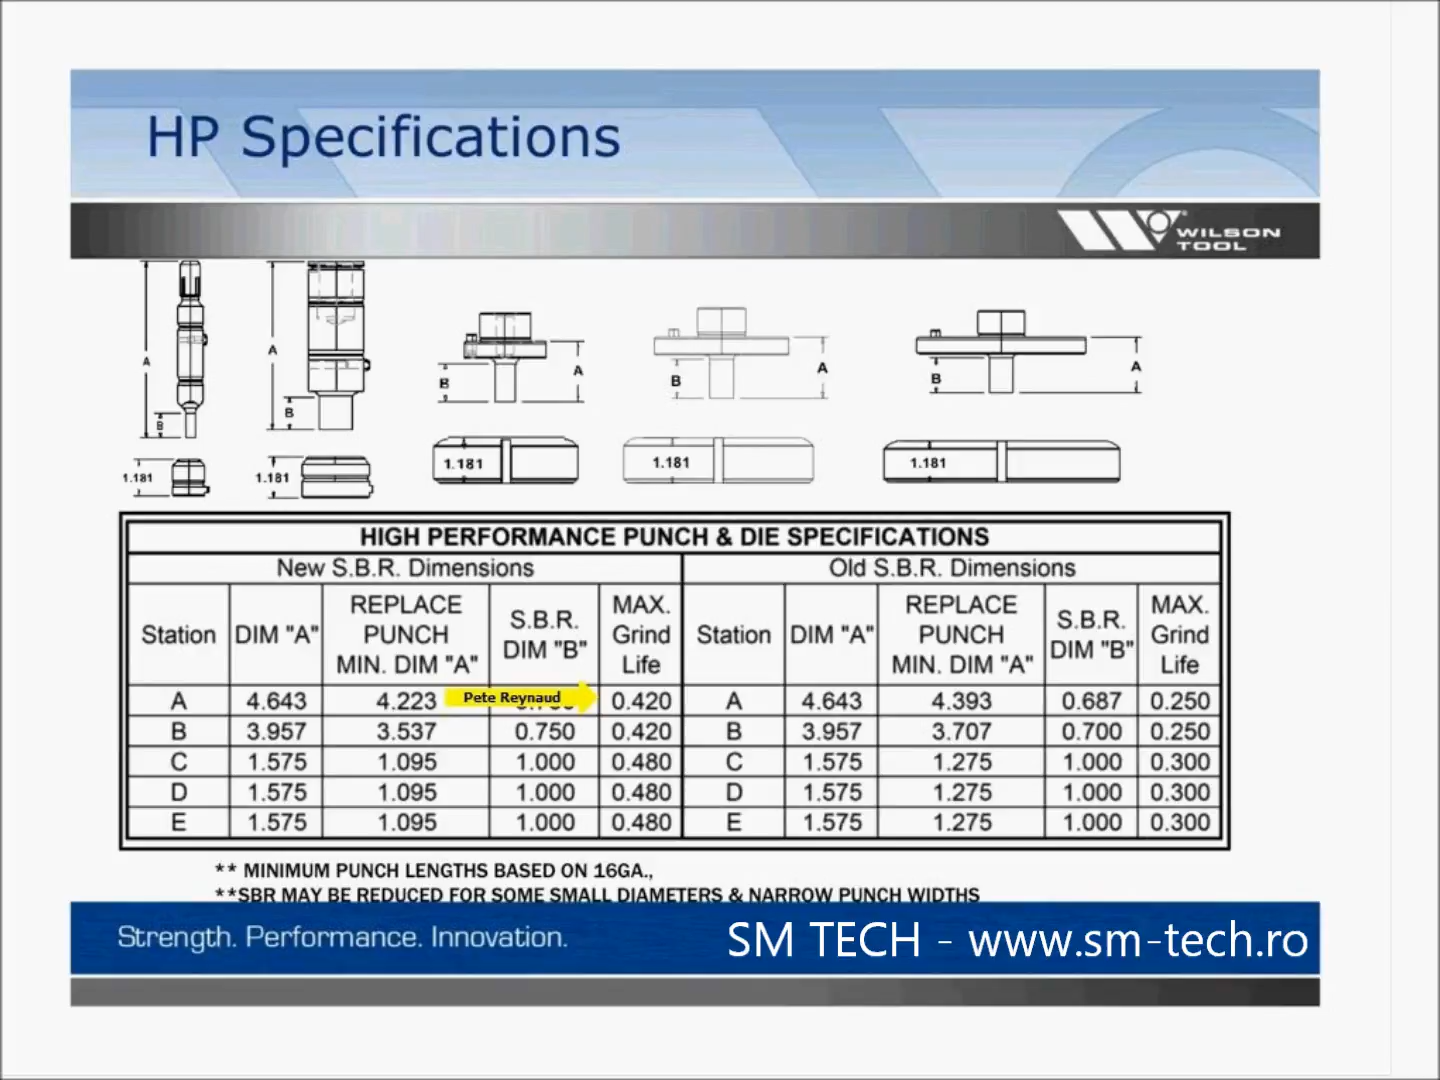 HP Specifications
WILSON TOOL
A
B
1.181
A
B
1.181
B
A
1.181
B
A
1.181
B
A
1.181
HIGH PERFORMANCE PUNCH & DIE SPECIFICATIONS
New S.B.R. Dimensions Old S.B.R. Dimensions
Station DIM "A" REPLACE PUNCH MIN. DIM "A" S.B.R. DIM "B" MAX. Grind Life Station DIM "A" REPLACE PUNCH MIN. DIM "A" S.B.R. DIM "B" MAX. Grind Life
A 4.643 4.223 Pete Reynaud 0.420 A 4.643 4.393 0.687 0.250
B 3.957 3.537 0.750 0.420 B 3.957 3.707 0.700 0.250
C 1.575 1.095 1.000 0.480 C 1.575 1.275 1.000 0.300
D 1.575 1.095 1.000 0.480 D 1.575 1.275 1.000 0.300
E 1.575 1.095 1.000 0.480 E 1.575 1.275 1.000 0.300
** MINIMUM PUNCH LENGTHS BASED ON 16GA.,
**SBR MAY BE REDUCED FOR SOME SMALL DIAMETERS & NARROW PUNCH WIDTHS
Strength. Performance. Innovation.
SM TECH - www.sm-tech.ro